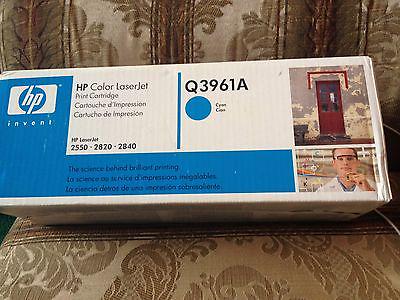 hp
invent
HP Color LaserJet
Print Cartridge
Cartouche d'Impression
Cartucho de Impresión
HP LaserJet
2550 • 2820 • 2840
Q3961A
Cyan
Cian
The science behind brilliant printing.
La science au service d'impressions inégalables.
La ciencia detrás de una impresión sobresaliente.